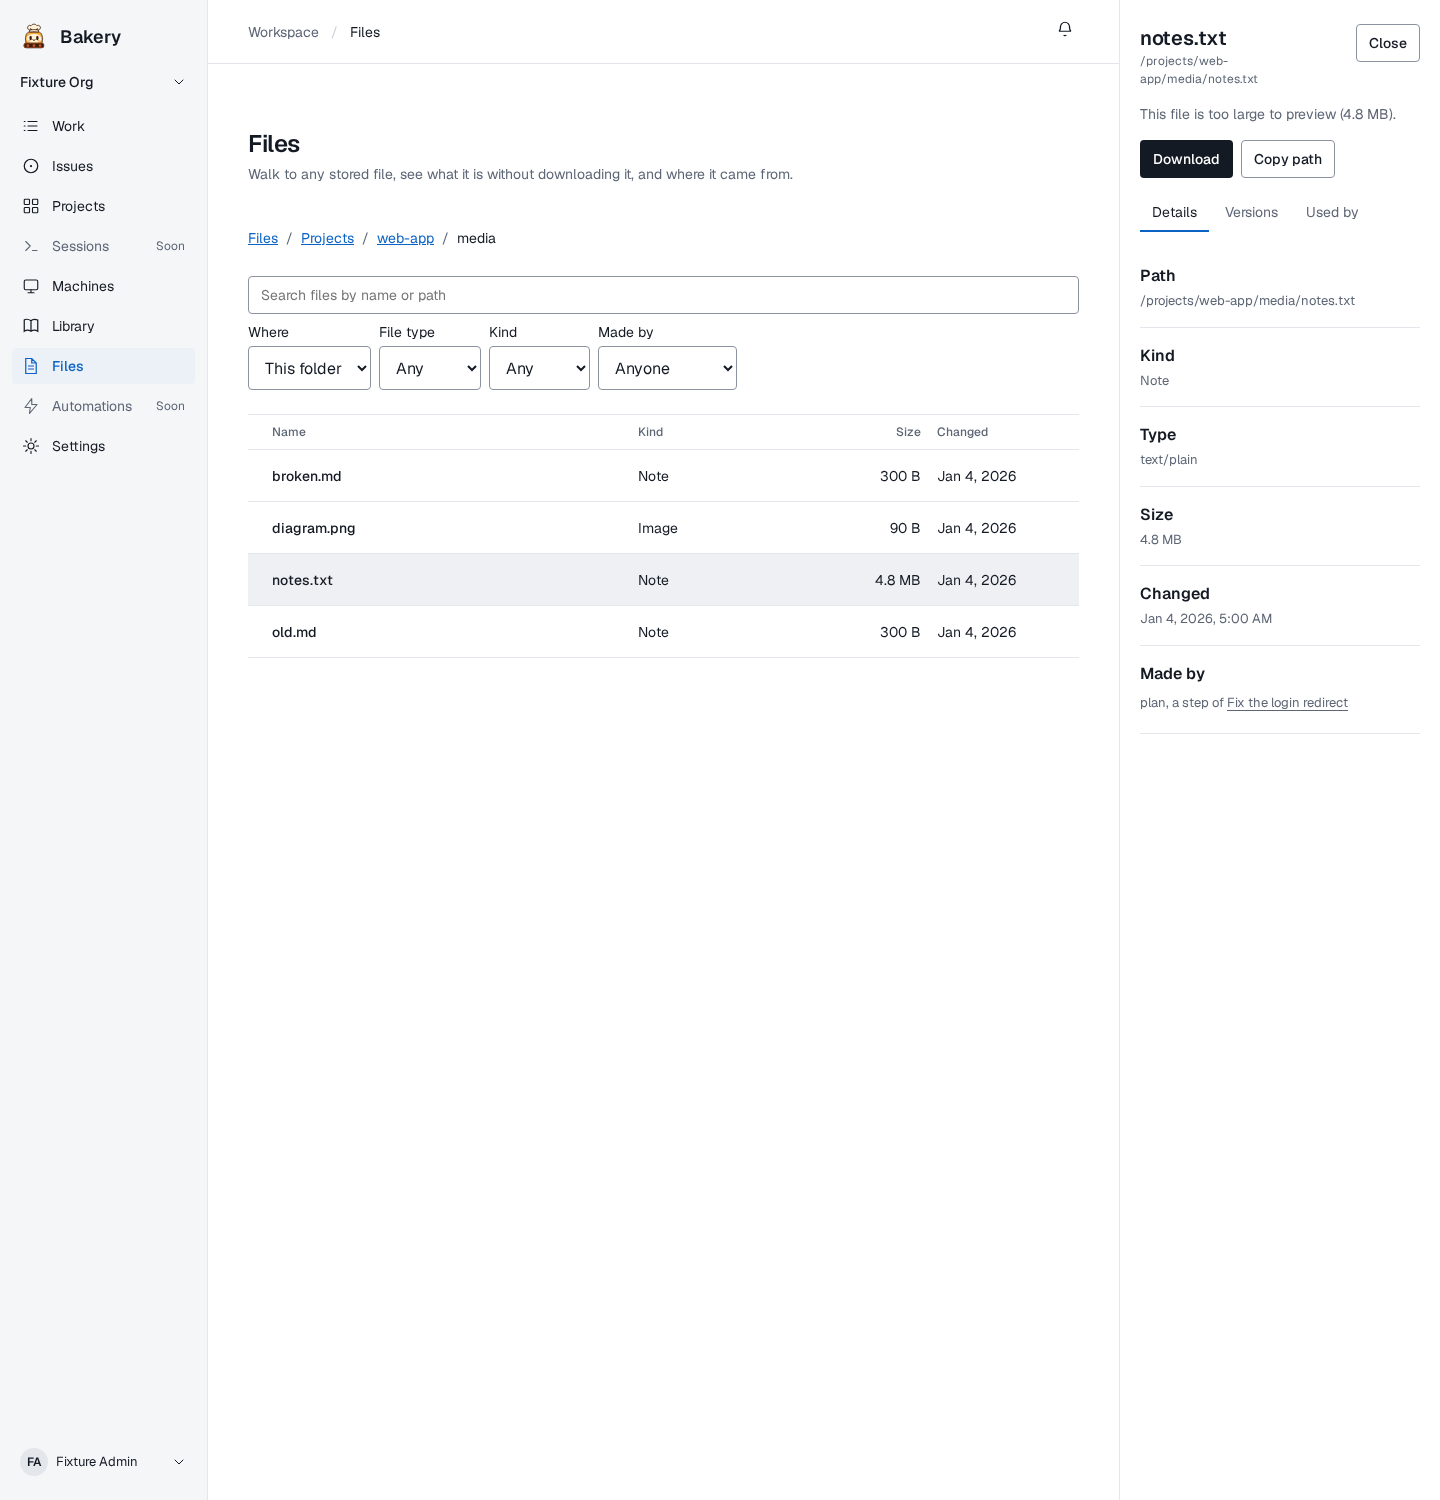 Bakery
Fixture Org
Work
Issues
Projects
Sessions Soon
Machines
Library
Files
Automations Soon
Settings
FA Fixture Admin
Workspace / Files
Files
Walk to any stored file, see what it is without downloading it, and where it came from.
Files / Projects / web-app / media
Search files by name or path
Where File type Kind Made by
This folder Any Any Anyone
Name Kind Size Changed
broken.md Note 300 B Jan 4, 2026
diagram.png Image 90 B Jan 4, 2026
notes.txt Note 4.8 MB Jan 4, 2026
old.md Note 300 B Jan 4, 2026
notes.txt Close
/projects/web-
app/media/notes.txt
This file is too large to preview (4.8 MB).
Download Copy path
Details Versions Used by
Path
/projects/web-app/media/notes.txt
Kind
Note
Type
text/plain
Size
4.8 MB
Changed
Jan 4, 2026, 5:00 AM
Made by
plan, a step of Fix the login redirect